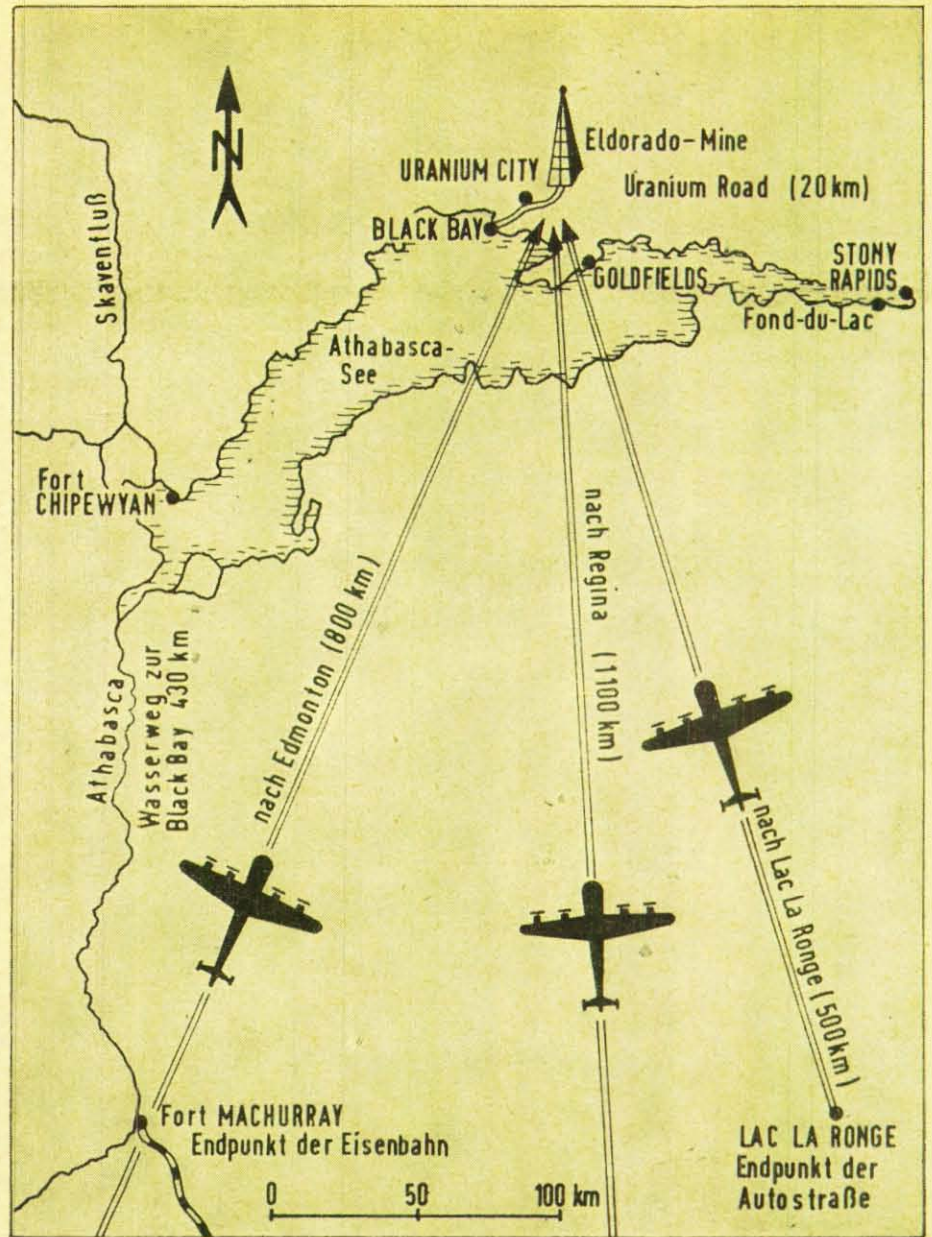 N
Eldorado-Mine
URANIUM CITY
Uranium Road (20km)
BLACK BAY
Skaventfluß
GOLDFIELDS
STONY
RAPIDS
Fond-du-Lac
Athabasca-
See
Fort
CHIPEWYAN
nach Edmonton (800 km)
nach Regina (1100 km)
nach Lac La Ronge (500km)
Athabasca
Wasserweg zur
Black Bay 430 km
Fort MACHURRAY
Endpunkt der Eisenbahn
LAC LA RONGE
Endpunkt der
Autostraße
0 50 100 km